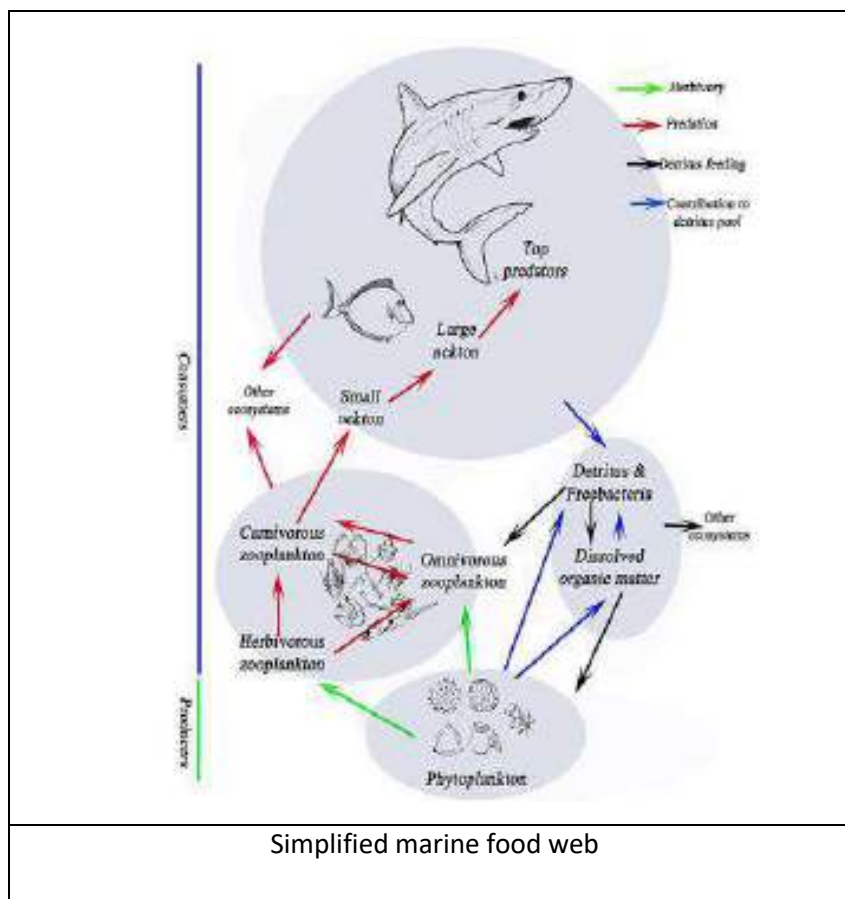 Herbivory
Predation
Detritus feeding
Contribution to
detritus pool
Top
predators
Large
nekton
Small
nekton
Other
ecosystems
Consumers
Detritus &
Freebacteria
Other
ecosystems
Dissolved
organic matter
Carnivorous
zooplankton
Omnivorous
zooplankton
Herbivorous
zooplankton
Producers
Phytoplankton
Simplified marine food web